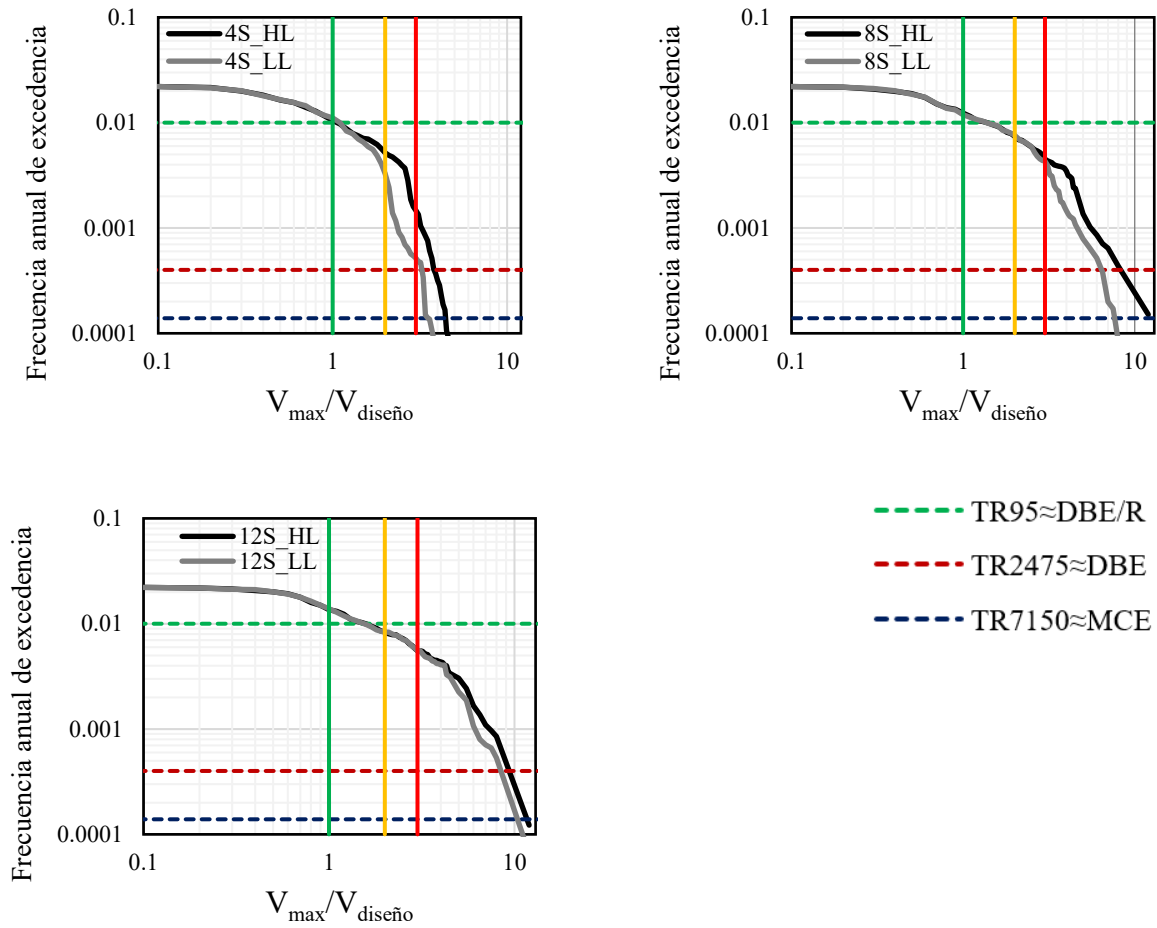 Frecuencia anual de excedencia
0.1
0.01
0.001
0.0001
4S_HL
4S_LL
0.1
1
10
Vmax/Vdiseño
Frecuencia anual de excedencia
0.1
0.01
0.001
0.0001
8S_HL
8S_LL
0.1
1
10
Vmax/Vdiseño
Frecuencia anual de excedencia
0.1
0.01
0.001
0.0001
12S_HL
12S_LL
0.1
1
10
Vmax/Vdiseño
TR95≈DBE/R
TR2475≈DBE
TR7150≈MCE